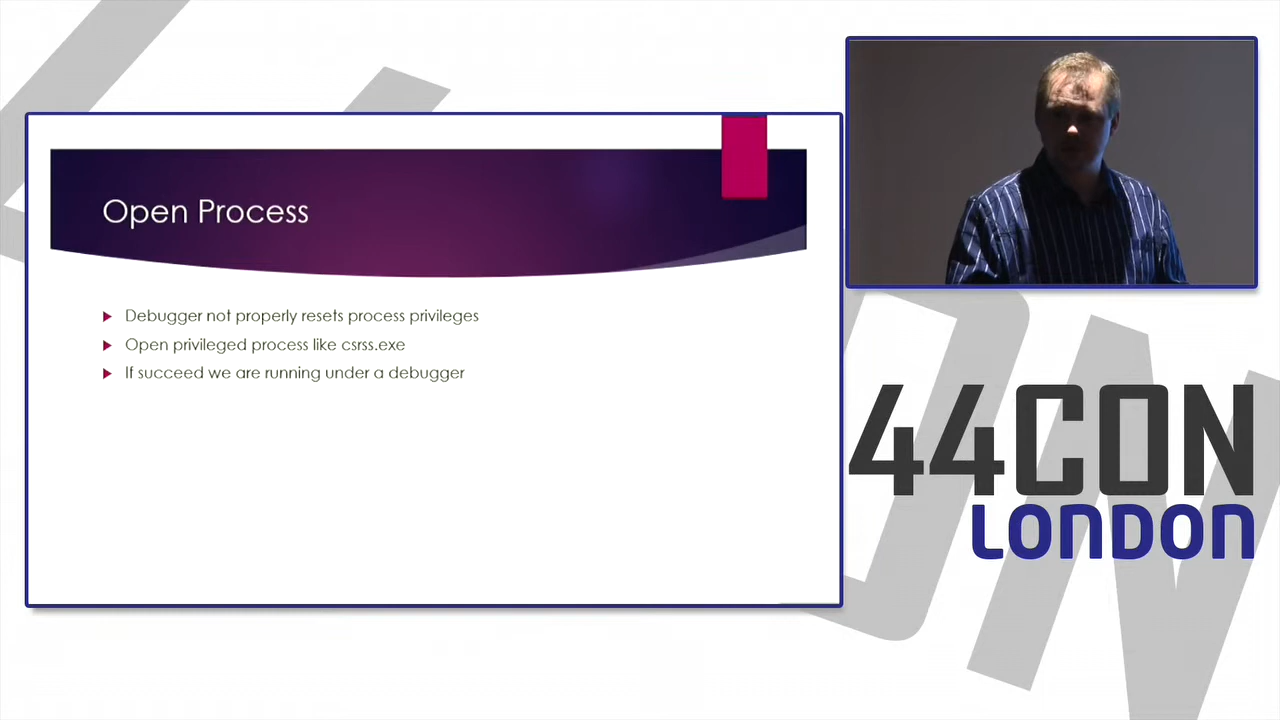 Open Process
Debugger not properly resets process privileges
Open privileged process like csrss.exe
If succeed we are running under a debugger
44CON
LONDON